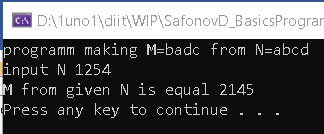 D:\1uno1\diit\WIP\SafonovD_BasicsProgram
programm making M=badc from N=abcd
input N 1254
M from given N is equal 2145
Press any key to continue . . .